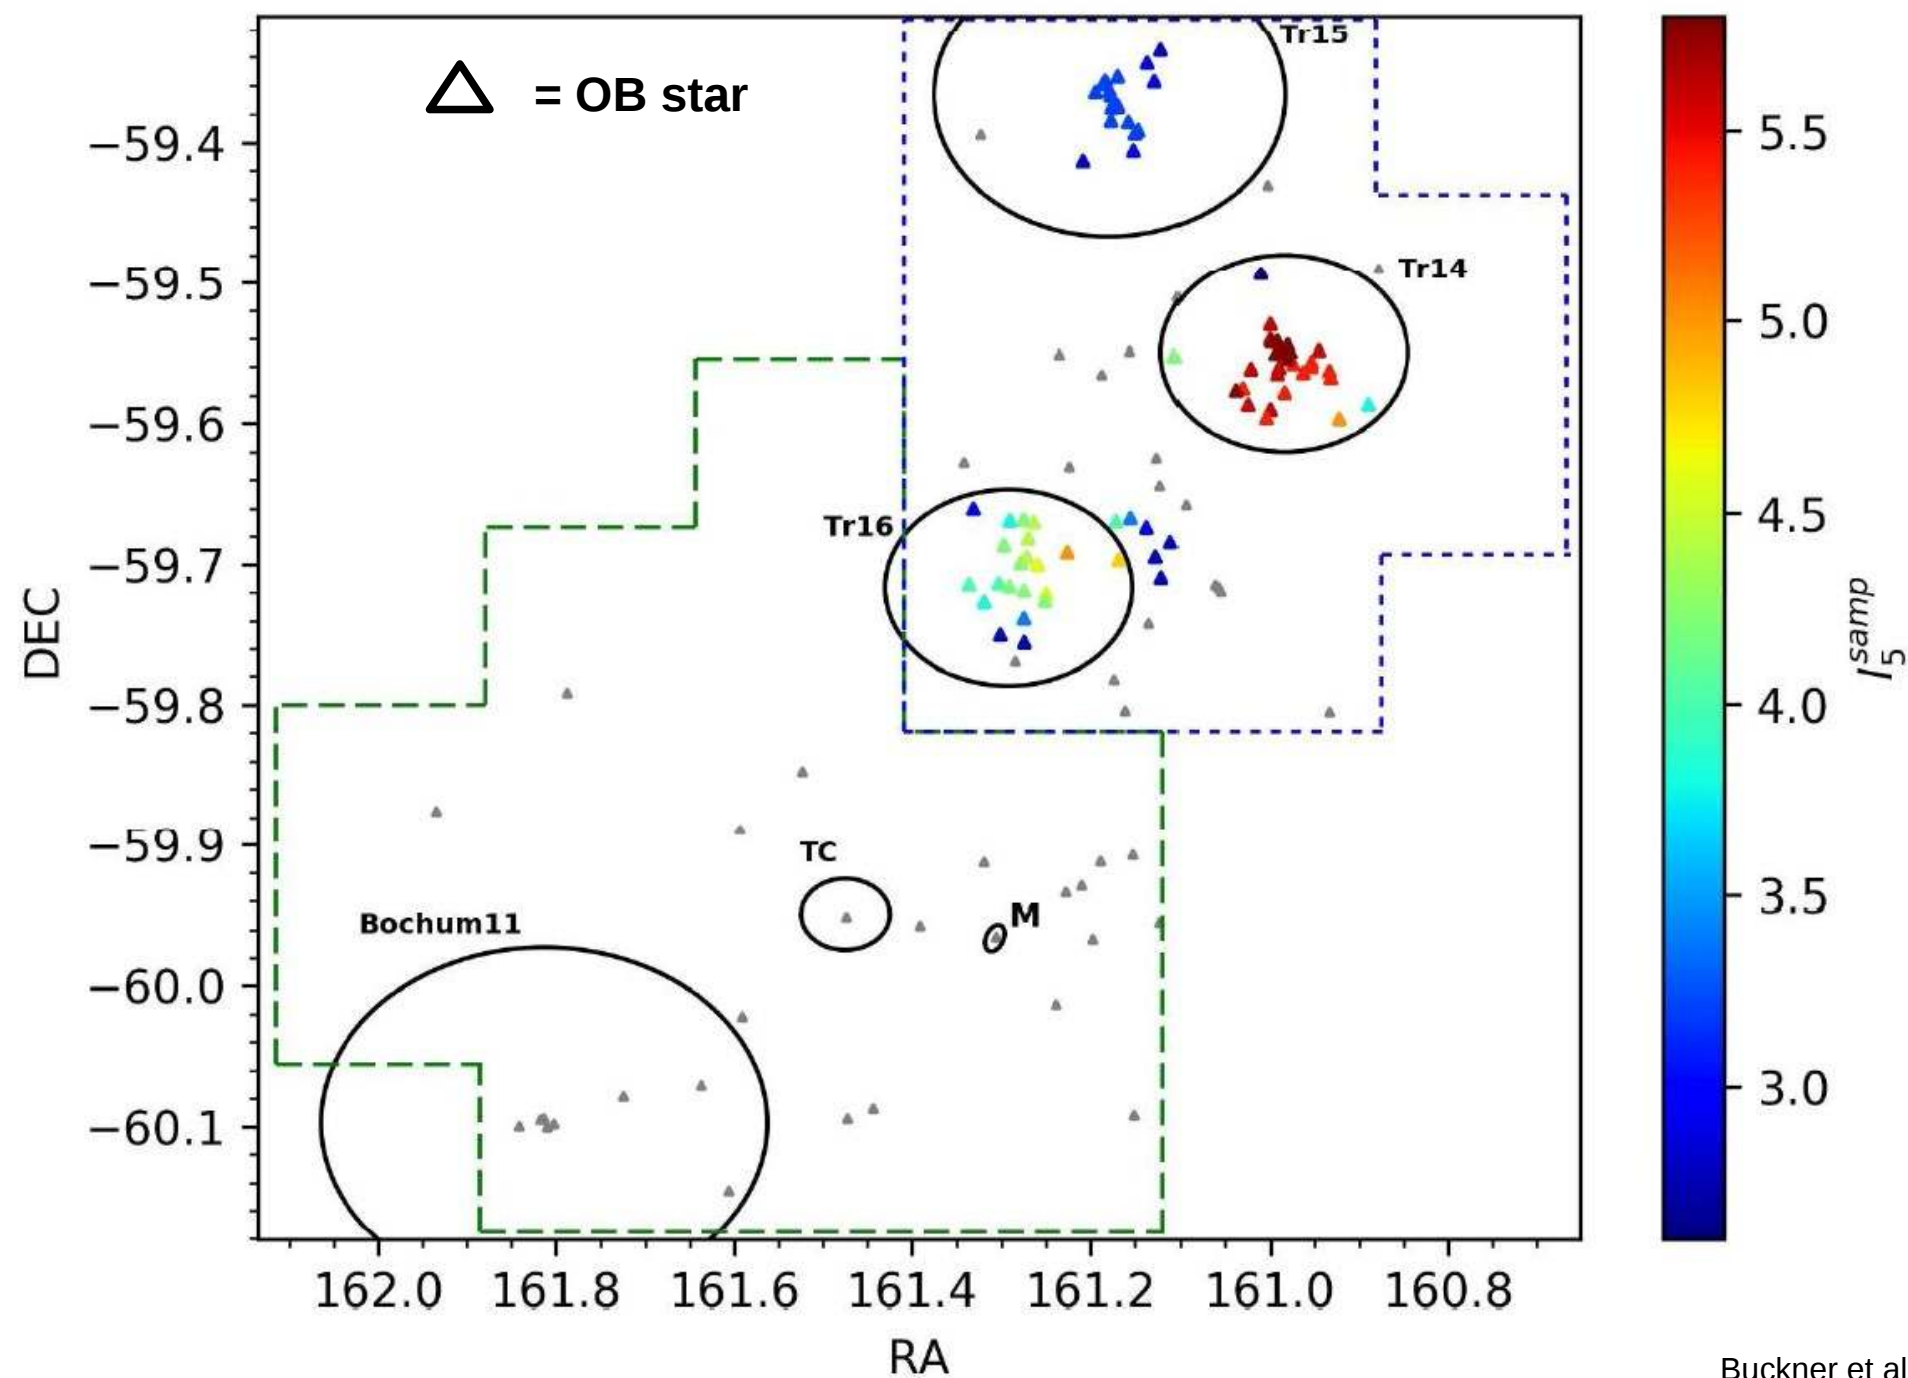 Tr15
= OB star
−59.4
Tr14
−59.5
−59.6
Tr16
−59.7
−59.8
−59.9
TC
M
Bochum11
−60.0
−60.1
DEC
162.0 161.8 161.6 161.4 161.2 161.0 160.8
RA
5.5
5.0
4.5
4.0
3.5
3.0
I samp 5
Buckner et al